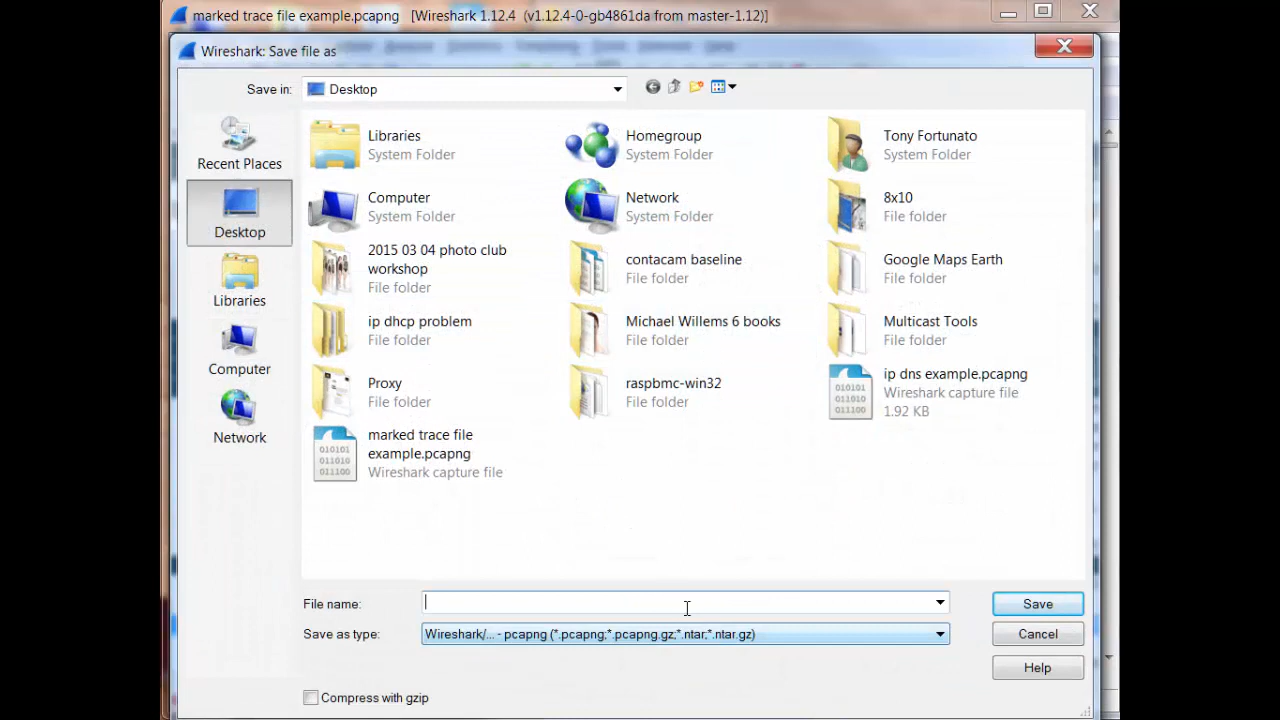 marked trace file example.pcapng [Wireshark 1.12.4 (v1.12.4-0-gb4861da from master-1.12)]
Wireshark: Save file as
Save in:
Desktop
Recent Places
Desktop
Libraries
Computer
Network
Libraries
System Folder
Homegroup
System Folder
Tony Fortunato
System Folder
Computer
System Folder
Network
System Folder
8x10
File folder
2015 03 04 photo club
workshop
File folder
contacam baseline
File folder
Google Maps Earth
File folder
ip dhcp problem
File folder
Michael Willems 6 books
File folder
Multicast Tools
File folder
Proxy
File folder
raspbmc-win32
File folder
ip dns example.pcapng
Wireshark capture file
1.92 KB
marked trace file
example.pcapng
Wireshark capture file
File name:
Save
Save as type:
Wireshark/... - pcapng (*.pcapng;*.pcapng.gz;*.ntar;*.ntar.gz)
Cancel
Help
Compress with gzip